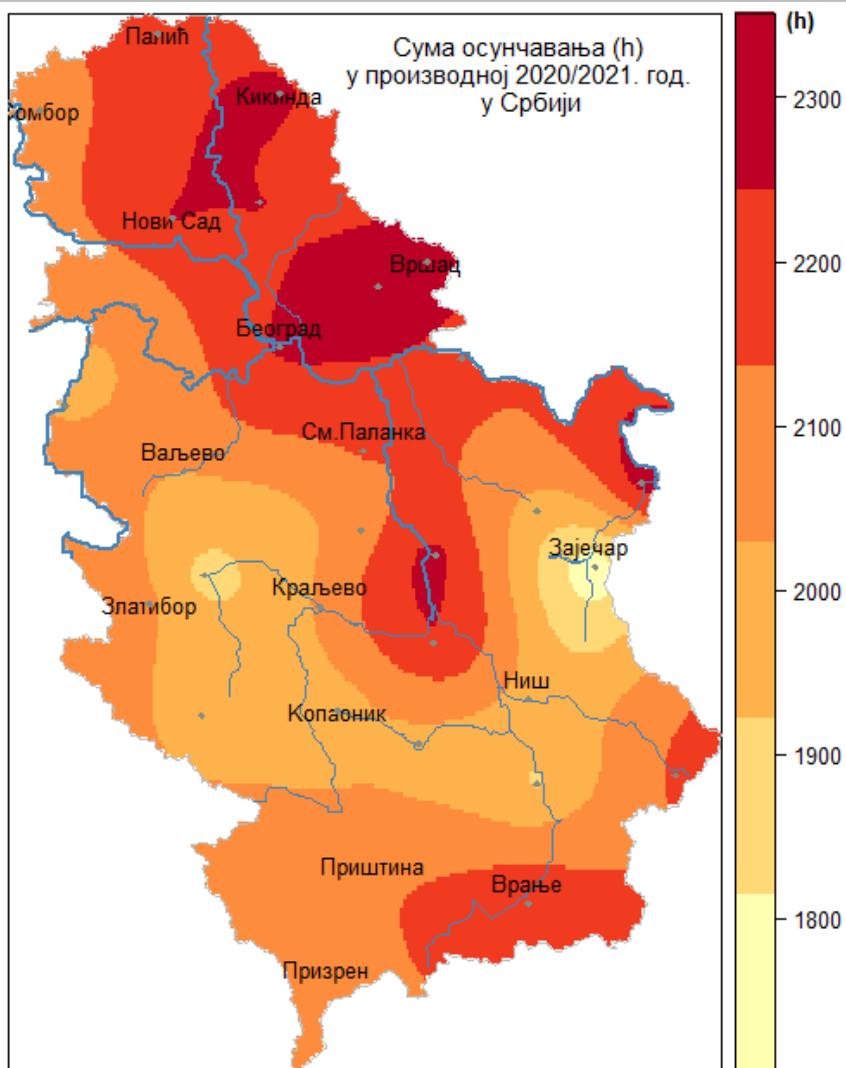 Сума осунчавања (h)
у производној 2020/2021. год.
у Србији
(h)
2300
2200
2100
2000
1900
1800
Палић
Кикинда
Сомбор
Нови Сад
Вршац
Београд
См.Паланка
Ваљево
Зајечар
Краљево
Златибор
Ниш
Копаоник
Приштина
Врање
Призрен